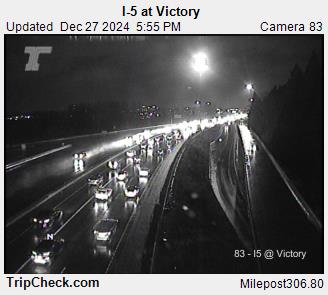 I-5 at Victory
Updated Dec 27 2024 5:55 PM Camera 83
T
N
83 - I5 @ Victory
TripCheck.com Milepost306.80